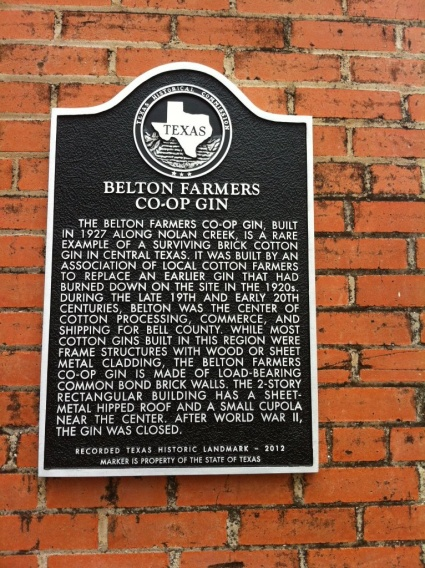 TEXAS HISTORICAL COMMISSION
TEXAS
BELTON FARMERS
CO-OP GIN
THE BELTON FARMERS CO-OP GIN, BUILT
IN 1927 ALONG NOLAN CREEK, IS A RARE
EXAMPLE OF A SURVIVING BRICK COTTON
GIN IN CENTRAL TEXAS. IT WAS BUILT BY AN
ASSOCIATION OF LOCAL COTTON FARMERS
TO REPLACE AN EARLIER GIN THAT HAD
BURNED DOWN ON THE SITE IN THE 1920s.
DURING THE LATE 19TH AND EARLY 20TH
CENTURIES, BELTON WAS THE CENTER OF
COTTON PROCESSING, COMMERCE, AND
SHIPPING FOR BELL COUNTY. WHILE MOST
COTTON GINS BUILT IN THIS REGION WERE
FRAME STRUCTURES WITH WOOD OR SHEET
METAL CLADDING, THE BELTON FARMERS
CO-OP GIN IS MADE OF LOAD-BEARING
COMMON BOND BRICK WALLS. THE 2-STORY
RECTANGULAR BUILDING HAS A SHEET-
METAL HIPPED ROOF AND A SMALL CUPOLA
NEAR THE CENTER. AFTER WORLD WAR II,
THE GIN WAS CLOSED.
RECORDED TEXAS HISTORIC LANDMARK – 2012
MARKER IS PROPERTY OF THE STATE OF TEXAS